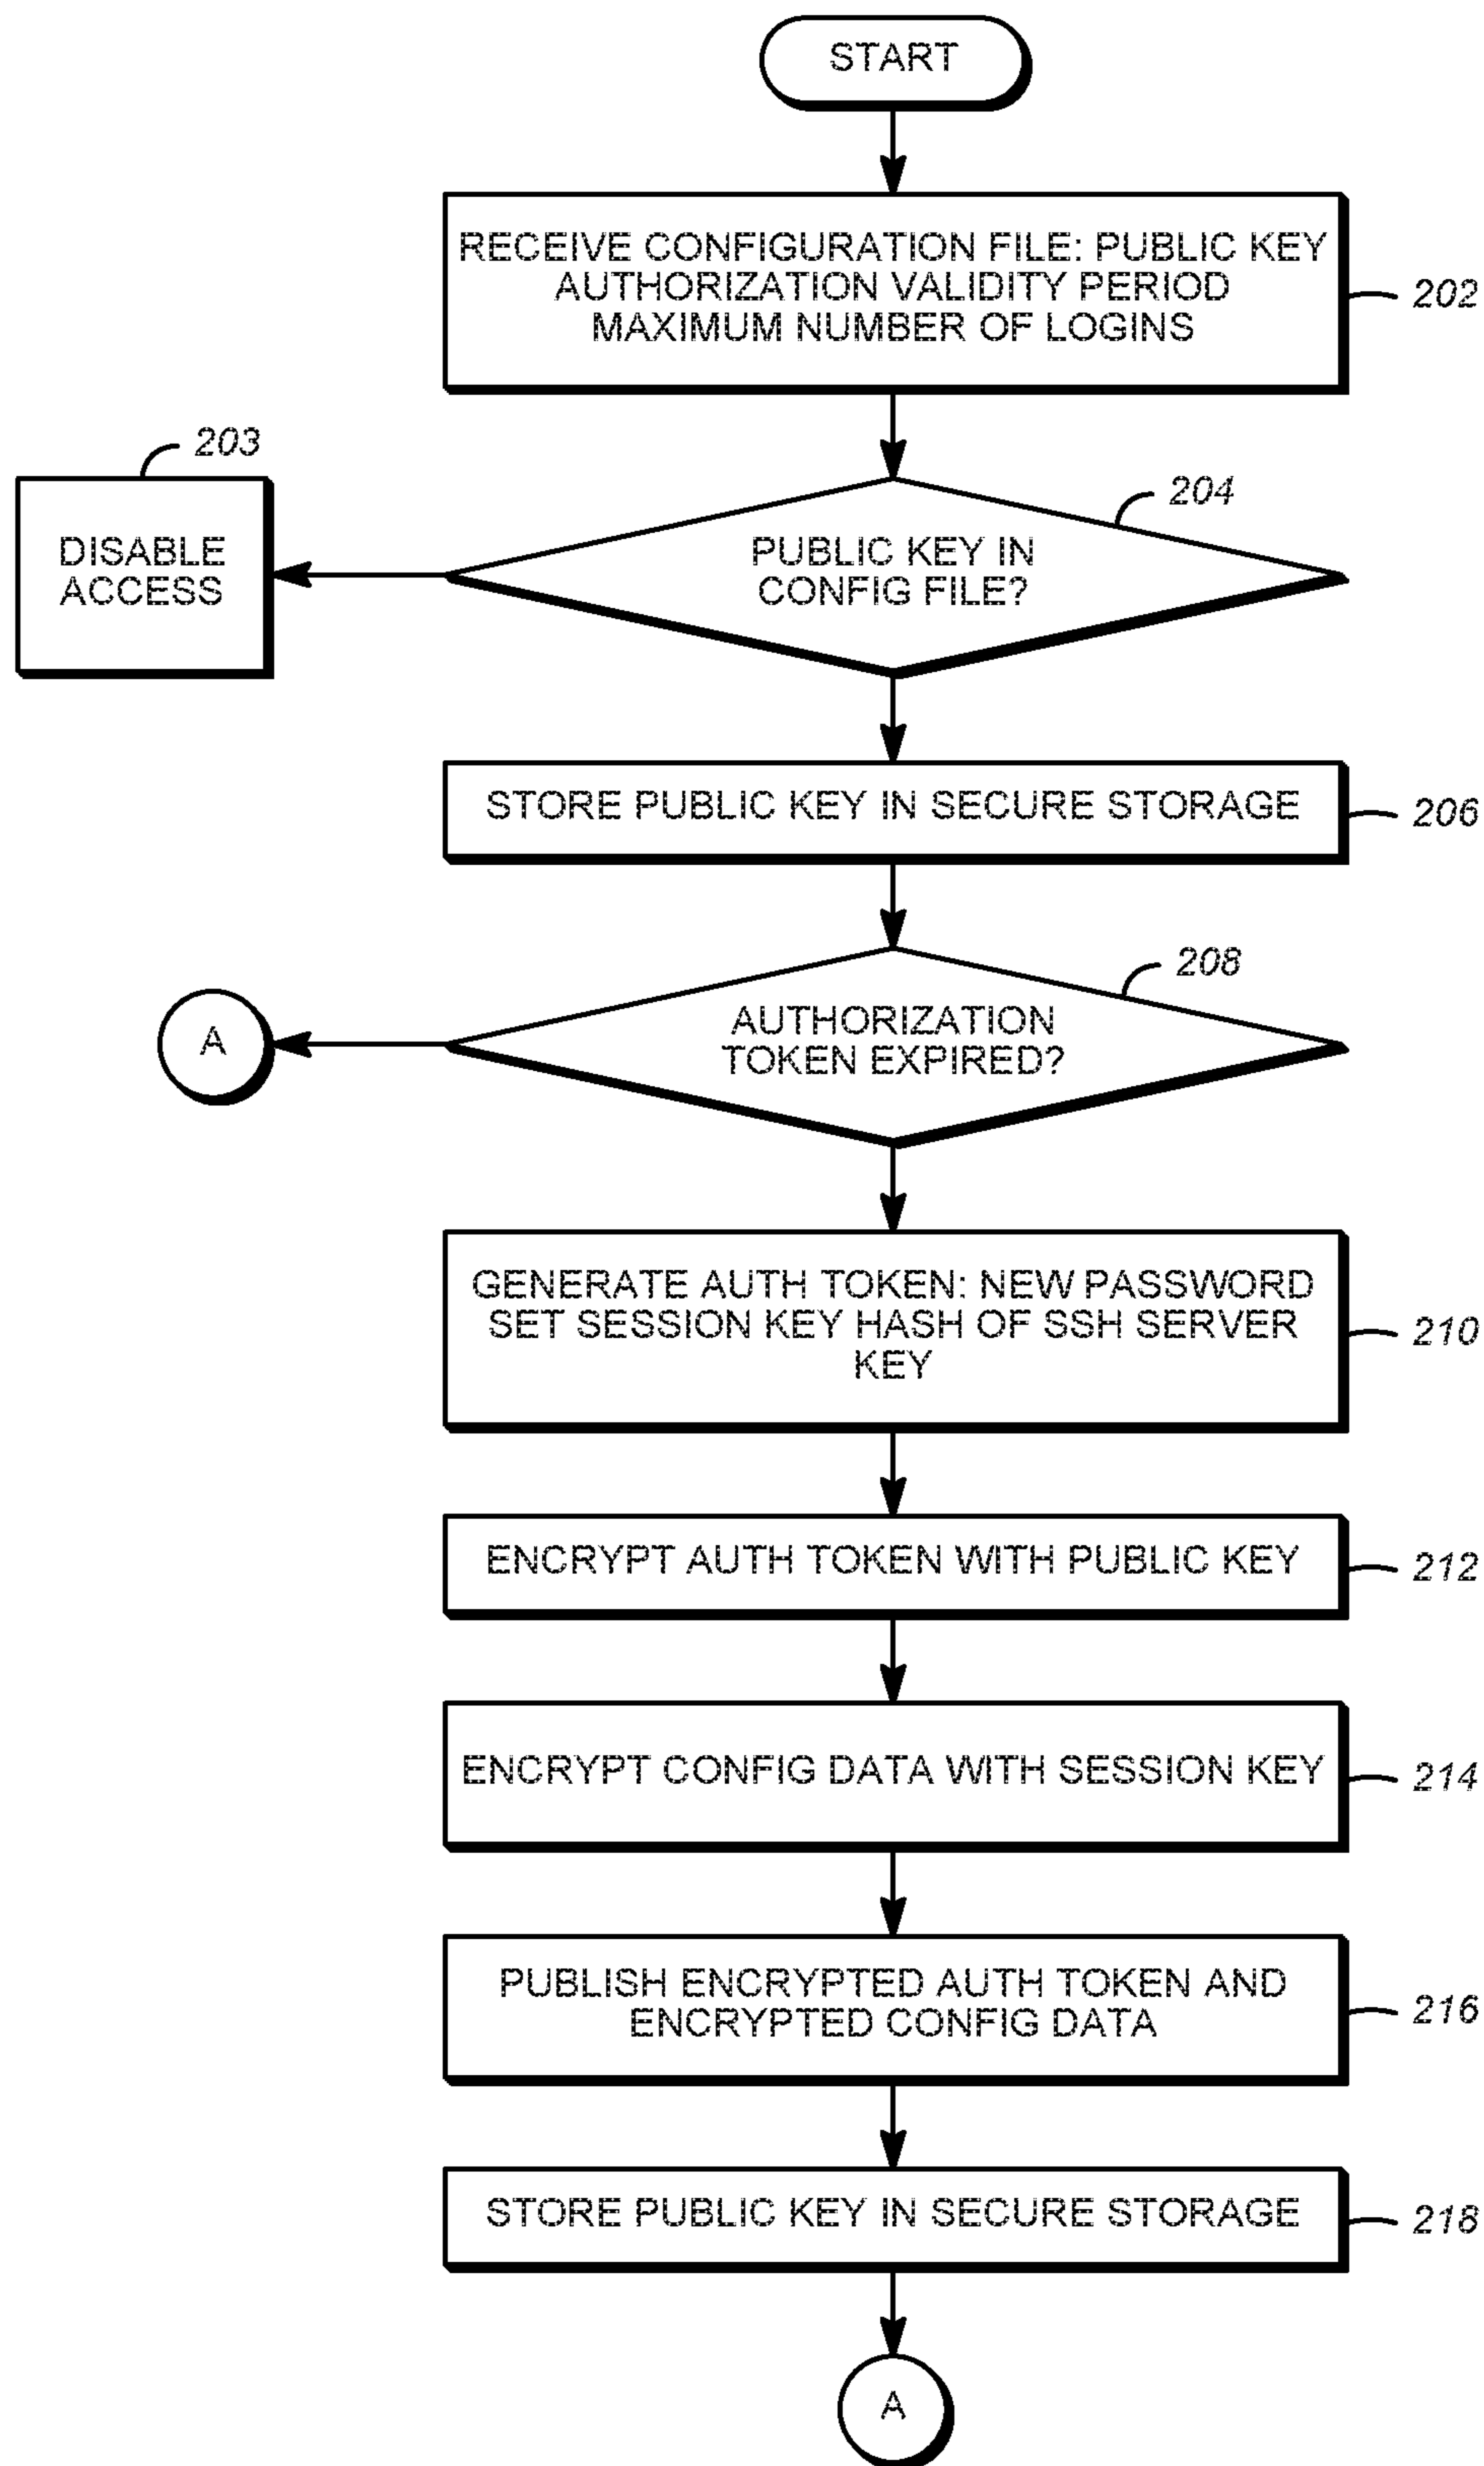 START
RECEIVE CONFIGURATION FILE: PUBLIC KEY
AUTHORIZATION VALIDITY PERIOD
MAXIMUM NUMBER OF LOGINS
202
203
DISABLE
ACCESS
204
PUBLIC KEY IN
CONFIG FILE?
STORE PUBLIC KEY IN SECURE STORAGE
206
208
AUTHORIZATION
TOKEN EXPIRED?
A
GENERATE AUTH TOKEN: NEW PASSWORD
SET SESSION KEY HASH OF SSH SERVER
KEY
210
ENCRYPT AUTH TOKEN WITH PUBLIC KEY
212
ENCRYPT CONFIG DATA WITH SESSION KEY
214
PUBLISH ENCRYPTED AUTH TOKEN AND
ENCRYPTED CONFIG DATA
216
STORE PUBLIC KEY IN SECURE STORAGE
218
A